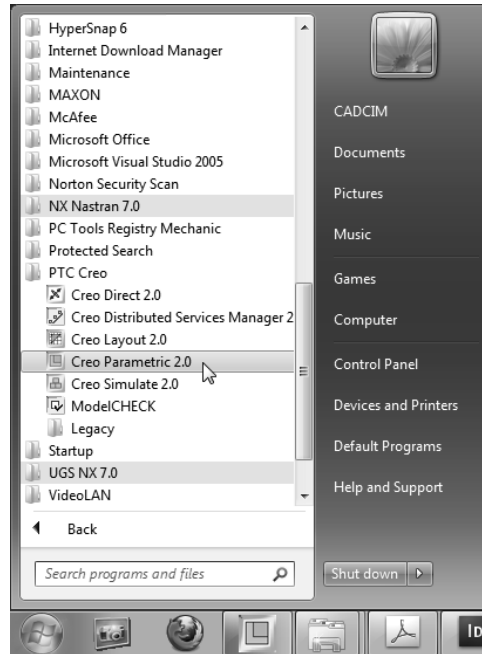 HyperSnap 6
Internet Download Manager
Maintenance
MAXON
McAfee
Microsoft Office
Microsoft Visual Studio 2005
Norton Security Scan
NX Nastran 7.0
PC Tools Registry Mechanic
Protected Search
PTC Creo
Creo Direct 2.0
Creo Distributed Services Manager 2
Creo Layout 2.0
Creo Parametric 2.0
Creo Simulate 2.0
ModelCHECK
Legacy
Startup
UGS NX 7.0
VideoLAN
Back
Search programs and files
CADCIM
Documents
Pictures
Music
Games
Computer
Control Panel
Devices and Printers
Default Programs
Help and Support
Shut down
ID